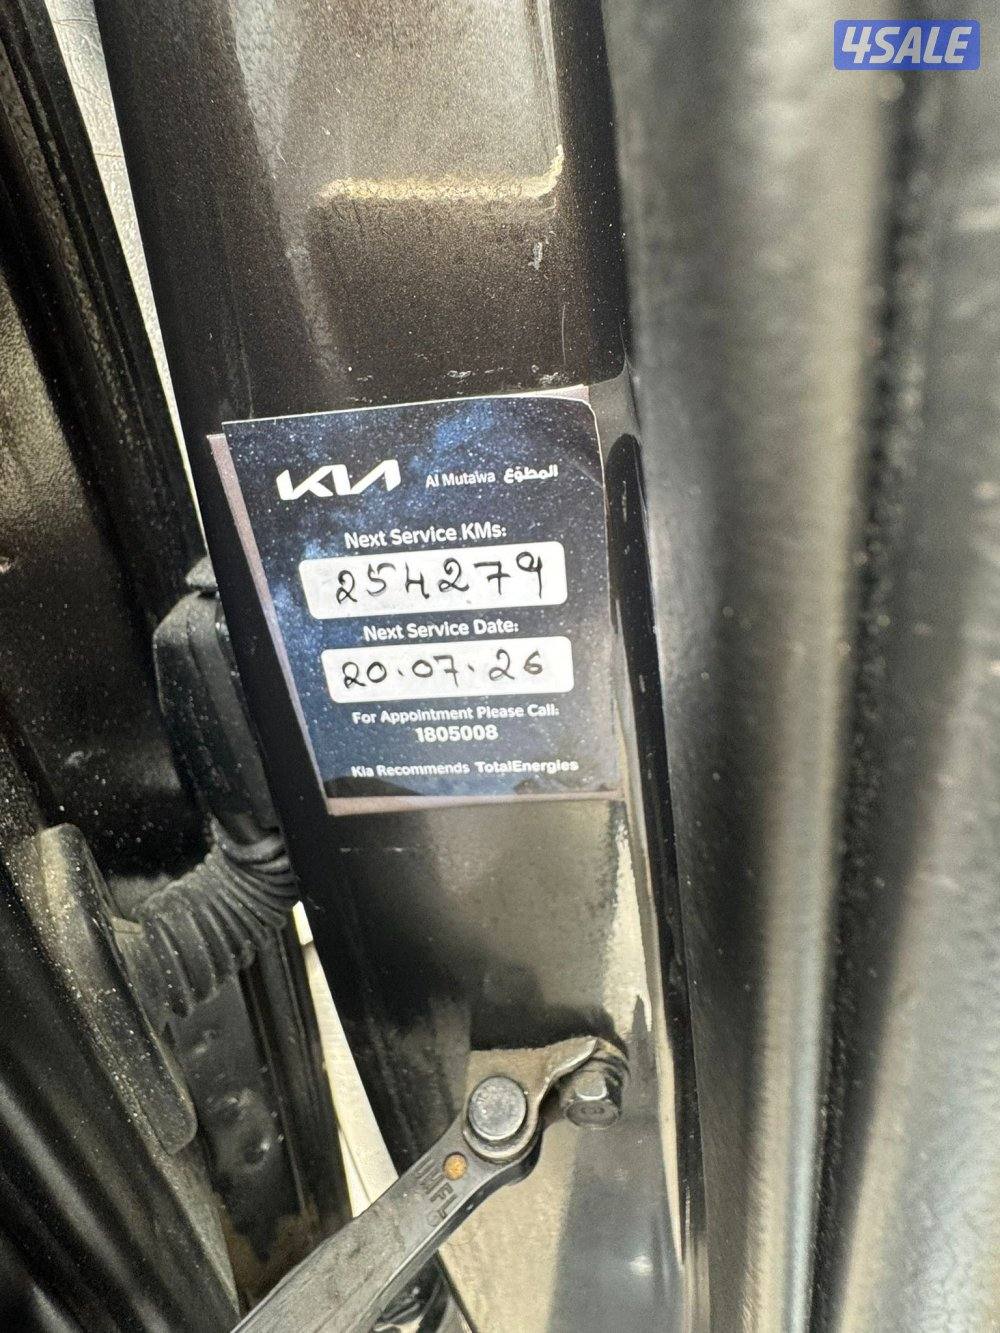 4SALE
KIA Al Mutawa المطوّع
Next Service KMs:
254279
Next Service Date:
20.07.26
For Appointment Please Call:
1805008
Kia Recommends TotalEnergies